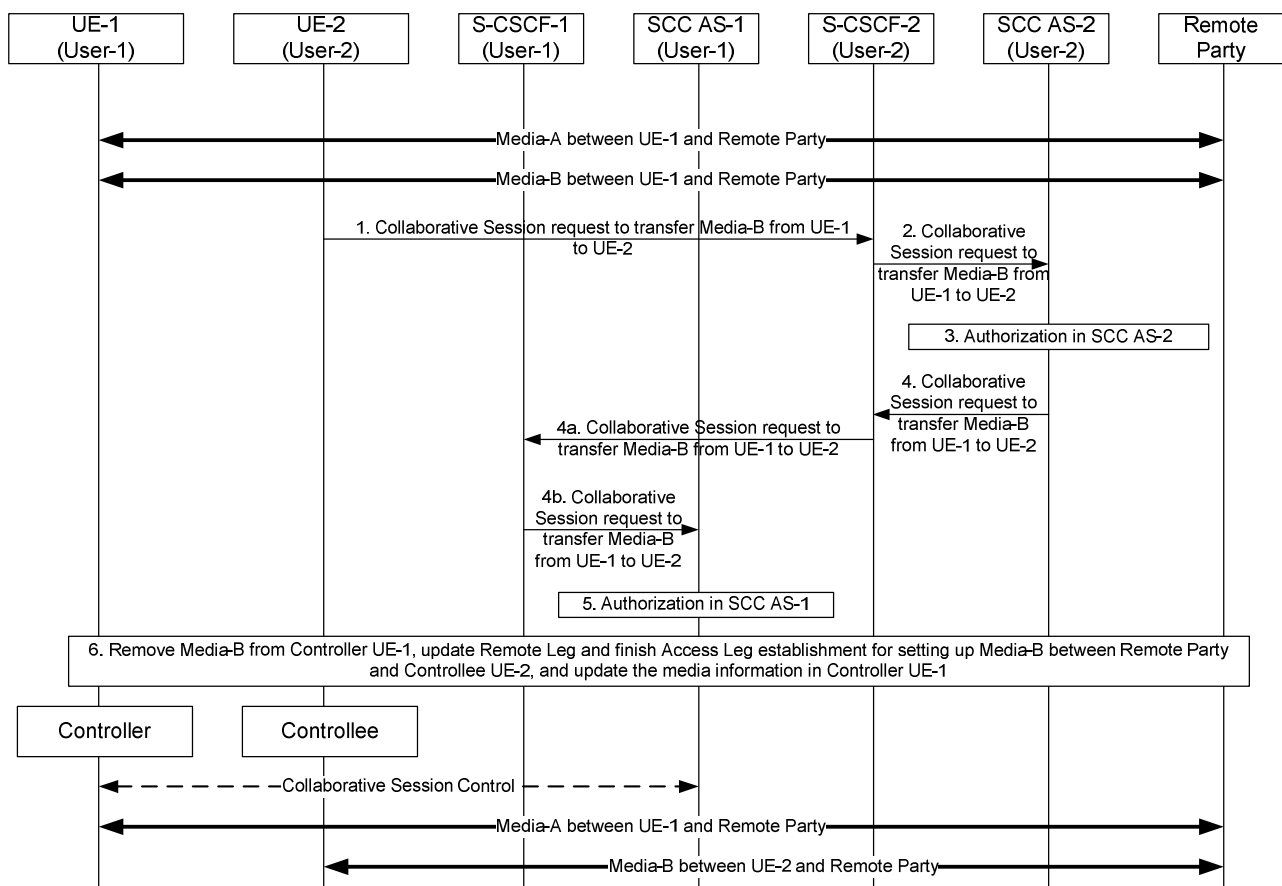 UE-1
(User-1)
UE-2
(User-2)
S-CSCF-1
(User-1)
SCC AS-1
(User-1)
S-CSCF-2
(User-2)
SCC AS-2
(User-2)
Remote
Party
Media-A between UE-1 and Remote Party
Media-B between UE-1 and Remote Party
1. Collaborative Session request to transfer Media-B from UE-1
to UE-2
2. Collaborative
Session request to
transfer Media-B from
UE-1 to UE-2
3. Authorization in SCC AS-2
4. Collaborative
Session request to
transfer Media-B
from UE-1 to UE-2
4a. Collaborative Session request to
transfer Media-B from UE-1 to UE-2
4b. Collaborative
Session request to
transfer Media-B
from UE-1 to UE-2
5. Authorization in SCC AS-1
6. Remove Media-B from Controller UE-1, update Remote Leg and finish Access Leg establishment for setting up Media-B between Remote Party
and Controllee UE-2, and update the media information in Controller UE-1
Controller
Controllee
Collaborative Session Control
Media-A between UE-1 and Remote Party
Media-B between UE-2 and Remote Party